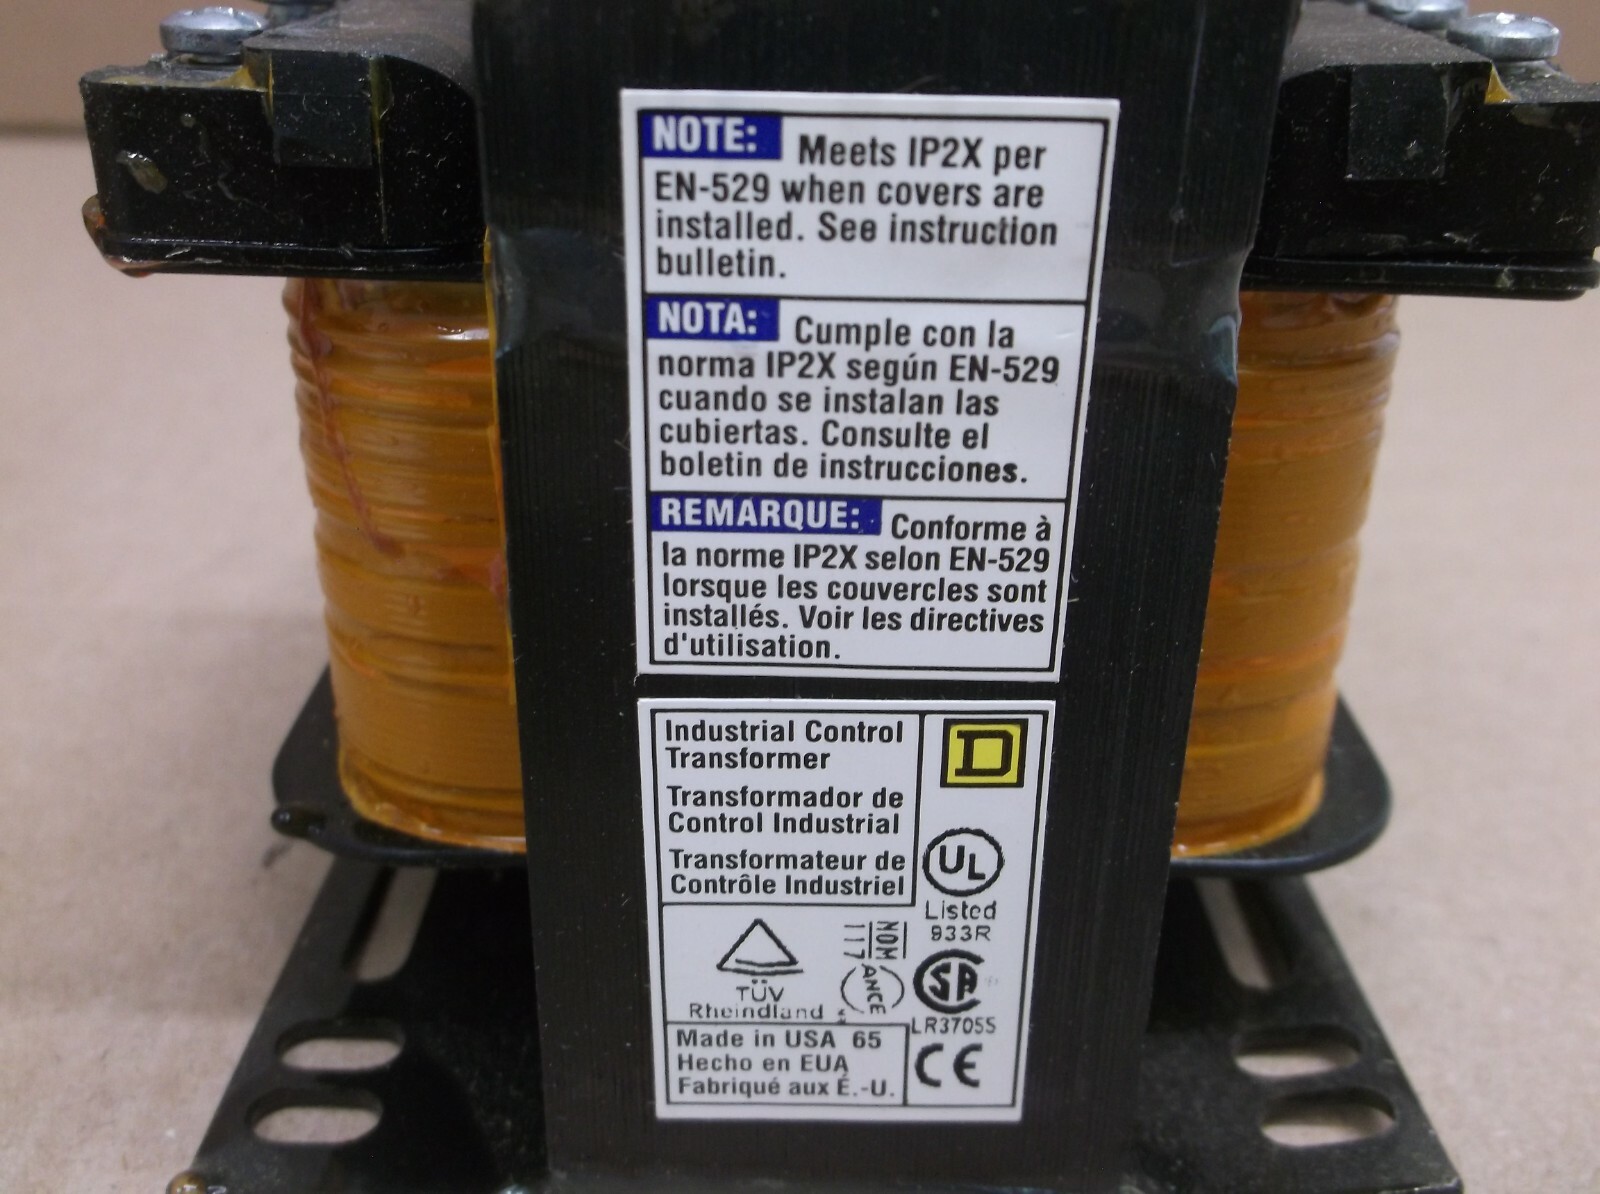 NOTE: Meets IP2X per
EN-529 when covers are
installed. See instruction
bulletin.
NOTA: Cumple con la
norma IP2X según EN-529
cuando se instalan las
cubiertas. Consulte el
boletin de instrucciones.
REMARQUE: Conforme à
la norme IP2X selon EN-529
lorsque les couvercles sont
installés. Voir les directives
d'utilisation.
Industrial Control
Transformer
Transformador de
Control Industrial
Transformateur de
Contrôle Industriel
D
UL
Listed
933R
TÜV
Rheindland
NOM
117
ANCE
SA
LR37055
Made in USA 65
Hecho en EUA
Fabriqué aux É.-U.
CE